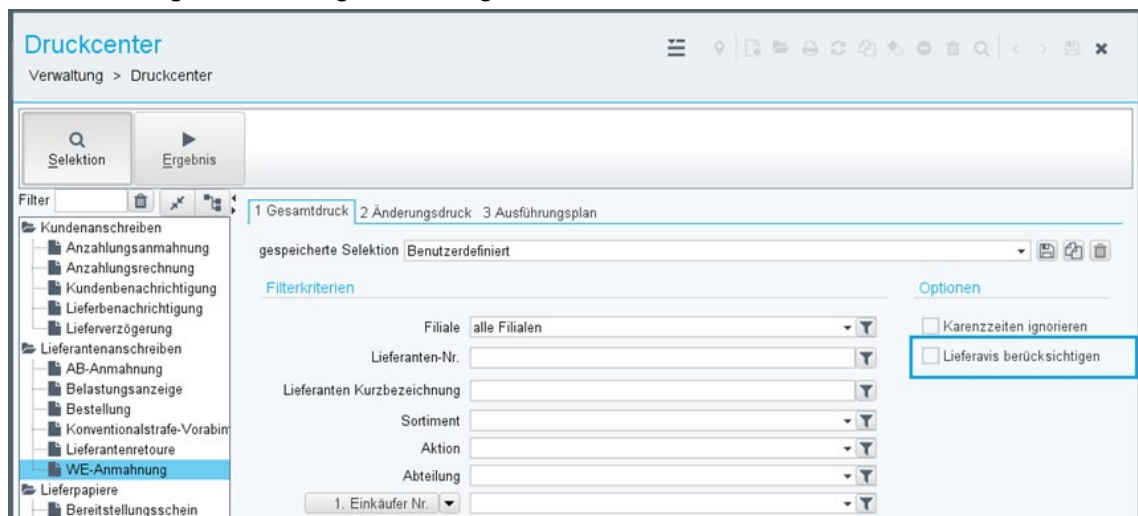 Druckcenter
Verwaltung > Druckcenter
Selektion
Ergebnis
Filter
Kundenanschreiben
Anzahlungsanmahnung
Anzahlungsrechnung
Kundenbenachrichtigung
Lieferbenachrichtigung
Lieferverzögerung
Lieferantenanschreiben
AB-Anmahnung
Belastungsanzeige
Bestellung
Konventionalstrafe-Vorabin
Lieferantenretoure
WE-Anmahnung
Lieferpapiere
Bereitstellungsschein
1 Gesamtdruck 2 Änderungsdruck 3 Ausführungsplan
gespeicherte Selektion Benutzerdefiniert
Filterkriterien
Filiale alle Filialen
Lieferanten-Nr.
Lieferanten Kurzbezeichnung
Sortiment
Aktion
Abteilung
1. Einkäufer Nr.
Optionen
Karenzzeiten ignorieren
Lieferavis berücksichtigen